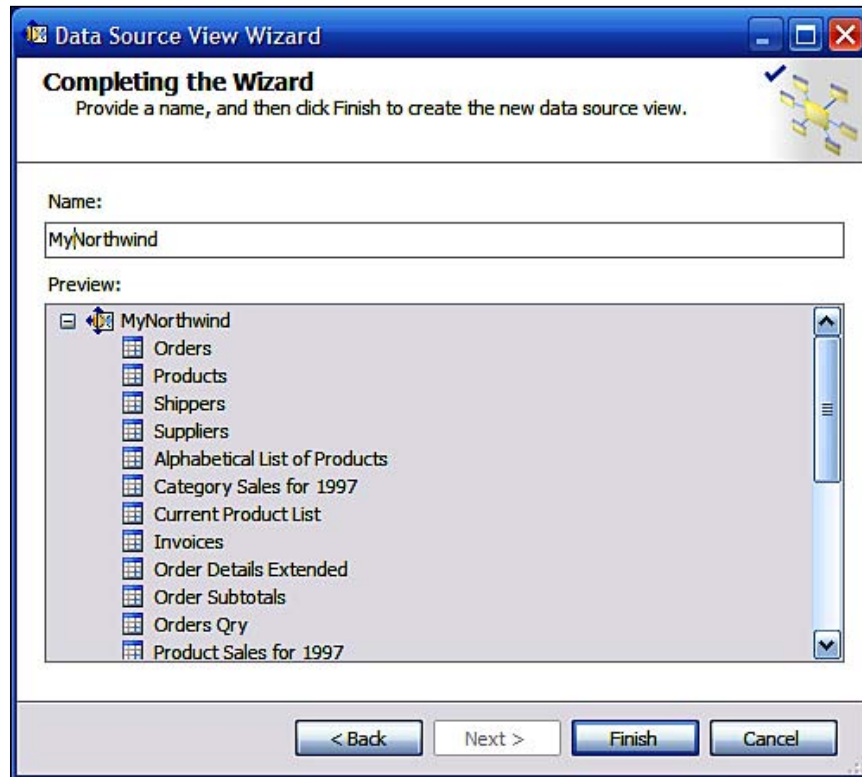 Data Source View Wizard
Completing the Wizard
Provide a name, and then click Finish to create the new data source view.
Name:
MyNorthwind
Preview:
MyNorthwind
Orders
Products
Shippers
Suppliers
Alphabetical List of Products
Category Sales for 1997
Current Product List
Invoices
Order Details Extended
Order Subtotals
Orders Qry
Product Sales for 1997
< Back Next > Finish Cancel